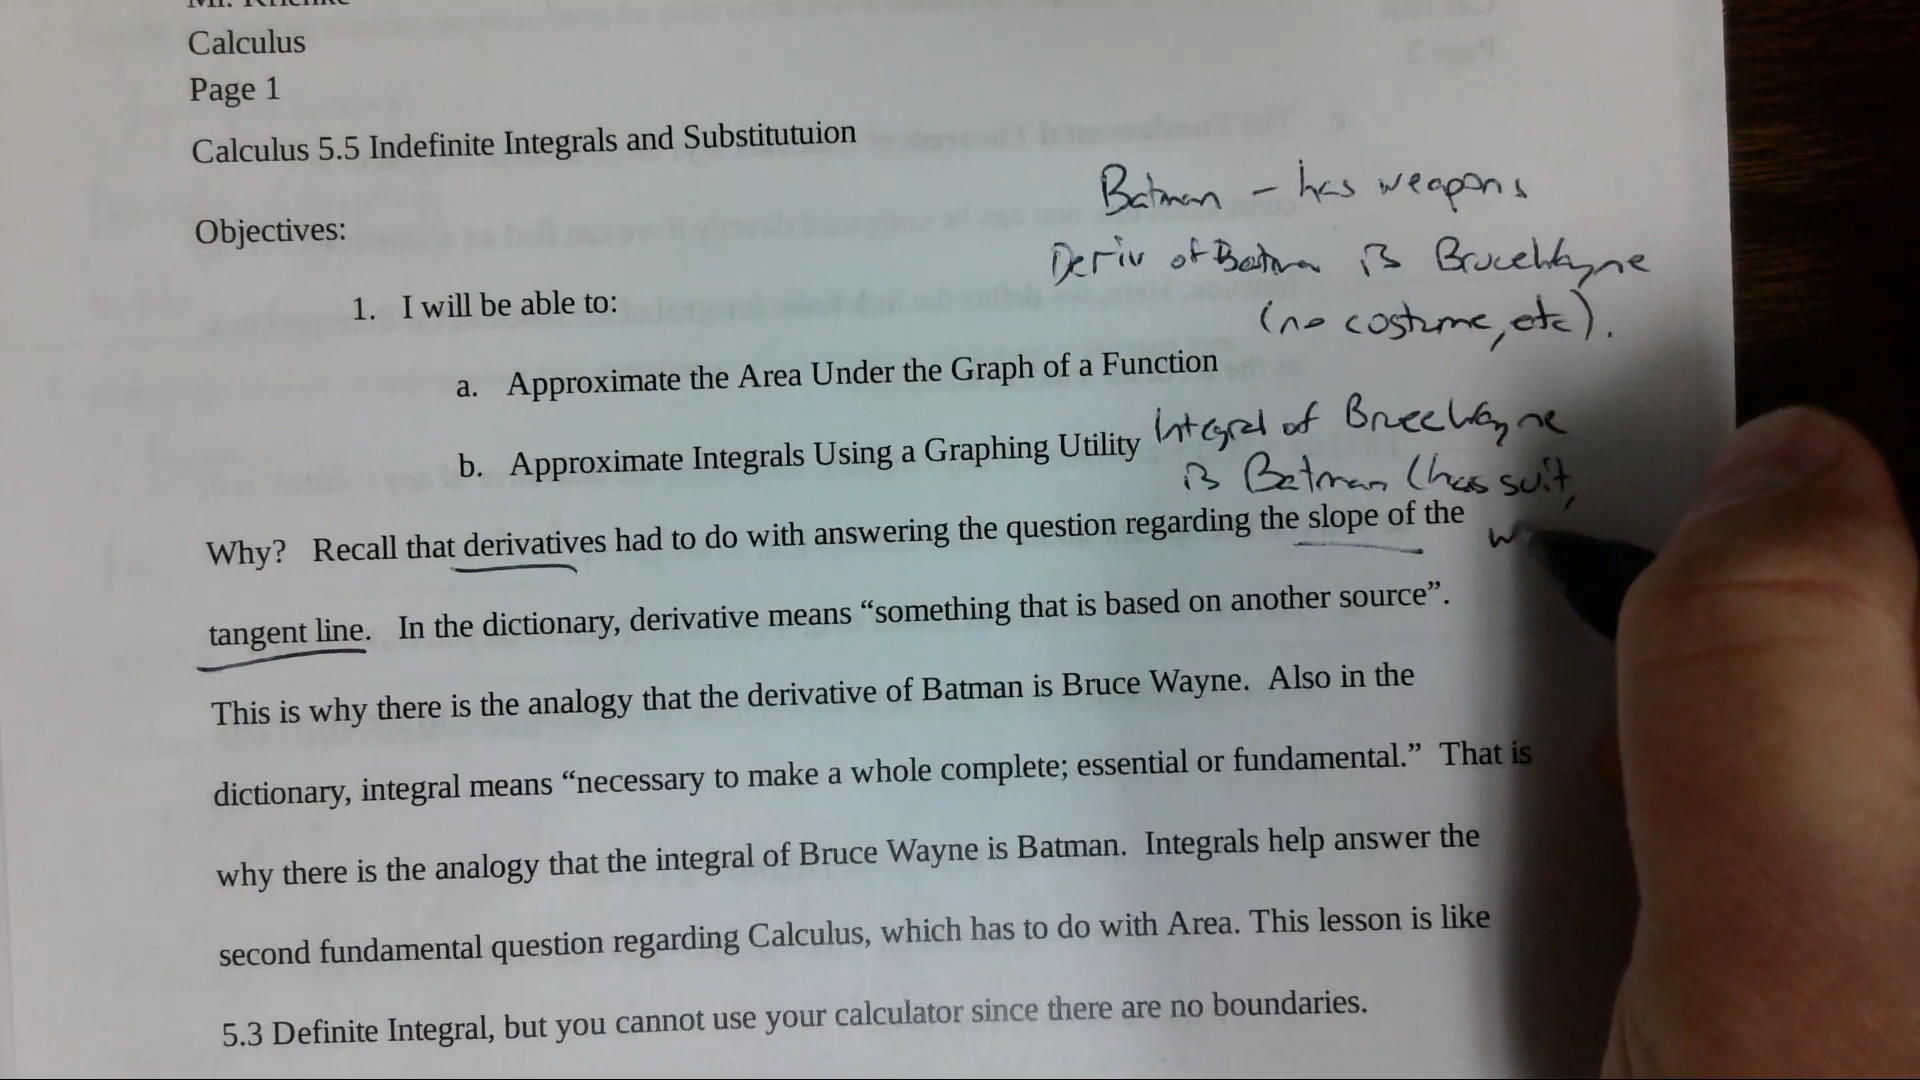 Calculus
Page 1
Calculus 5.5 Indefinite Integrals and Substitutuion
Batman - has weapons
Objectives:
Deriv of Batman is Bruce Wayne
(no costume, etc).
1. I will be able to:
a. Approximate the Area Under the Graph of a Function
Integral of Bruce Wayne
b. Approximate Integrals Using a Graphing Utility
is Batman (has suit,
w
Why? Recall that derivatives had to do with answering the question regarding the slope of the
tangent line. In the dictionary, derivative means “something that is based on another source”.
This is why there is the analogy that the derivative of Batman is Bruce Wayne. Also in the
dictionary, integral means “necessary to make a whole complete; essential or fundamental.” That is
why there is the analogy that the integral of Bruce Wayne is Batman. Integrals help answer the
second fundamental question regarding Calculus, which has to do with Area. This lesson is like
5.3 Definite Integral, but you cannot use your calculator since there are no boundaries.